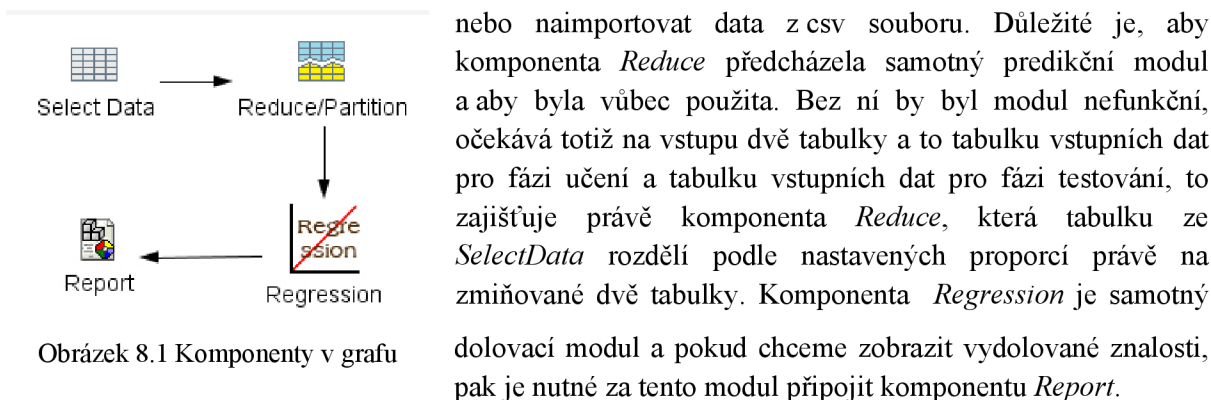 Select Data
Reduce/Partition
Regre
ssion
Report
Regression
Obrázek 8.1 Komponenty v grafu
nebo naimportovat data z csv souboru. Důležité je, aby
komponenta Reduce předcházela samotný predikční modul
a aby byla vůbec použita. Bez ní by byl modul nefunkční,
očekává totiž na vstupu dvě tabulky a to tabulku vstupních dat
pro fázi učení a tabulku vstupních dat pro fázi testování, to
zajišťuje právě komponenta Reduce, která tabulku ze
SelectData rozdělí podle nastavených proporcí právě na
zmiňované dvě tabulky. Komponenta Regression je samotný
dolovací modul a pokud chceme zobrazit vydolované znalosti,
pak je nutné za tento modul připojit komponentu Report.